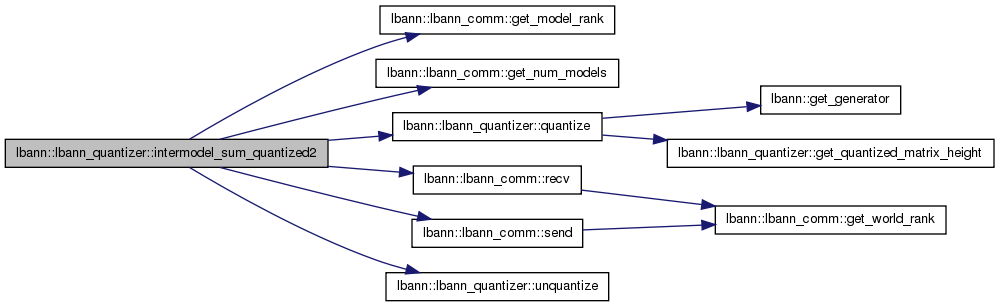 lbann::lbann_comm::get_model_rank
lbann::lbann_comm::get_num_models
lbann::get_generator
lbann::lbann_quantizer::quantize
lbann::lbann_quantizer::intermodel_sum_quantized2
lbann::lbann_quantizer::get_quantized_matrix_height
lbann::lbann_comm::recv
lbann::lbann_comm::get_world_rank
lbann::lbann_comm::send
lbann::lbann_quantizer::unquantize